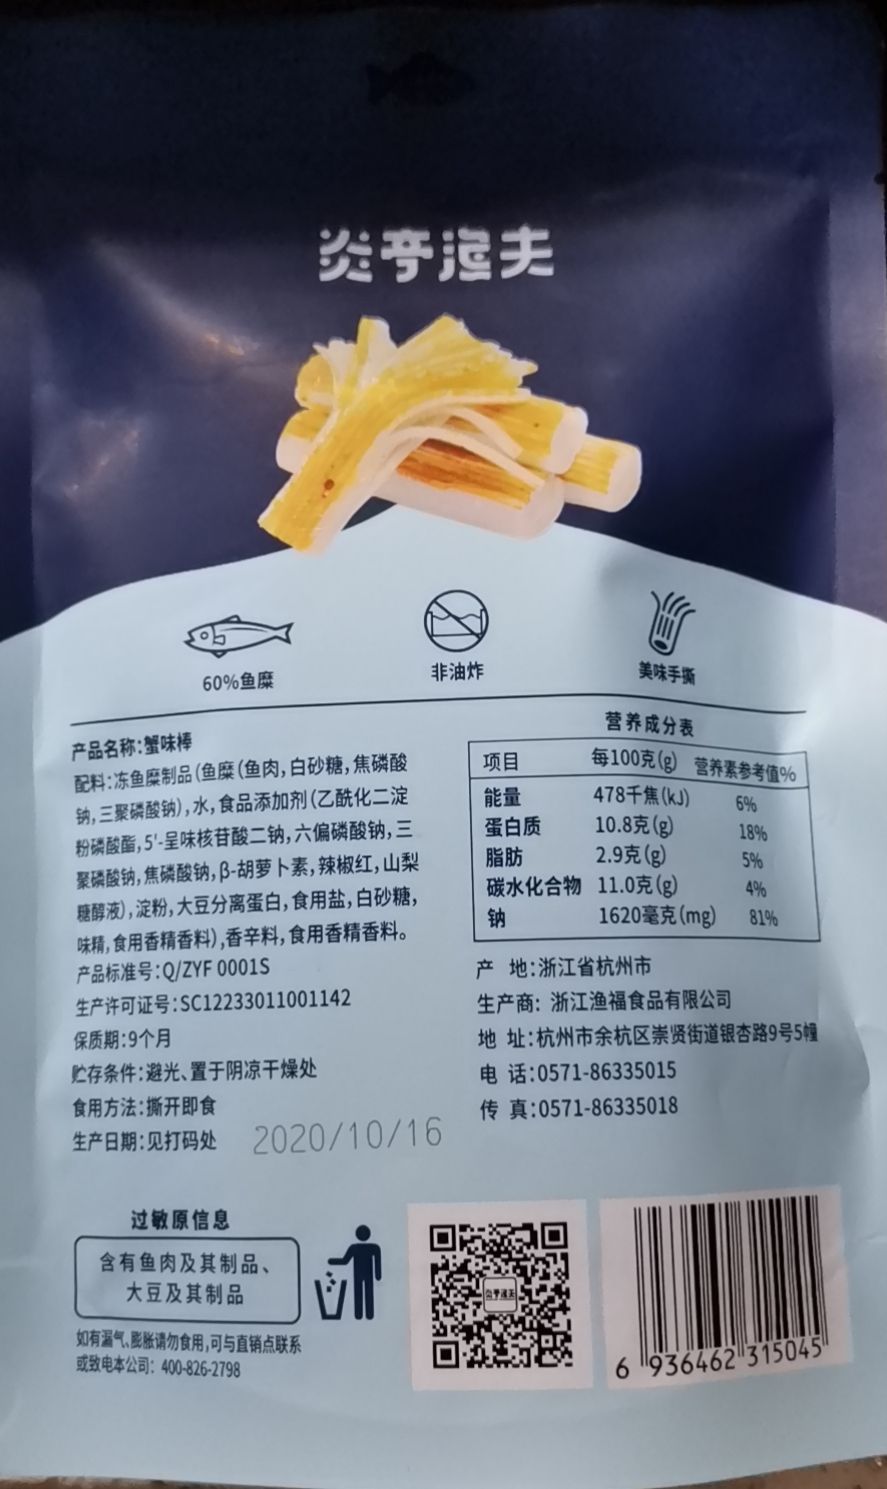 炎亭渔夫
60%鱼糜
非油炸
美味手撕
产品名称:蟹味棒
配料:冻鱼糜制品(鱼糜(鱼肉,白砂糖,焦磷酸
钠,三聚磷酸钠),水,食品添加剂(乙酰化二淀
粉磷酸酯,5'-呈味核苷酸二钠,六偏磷酸钠,三
聚磷酸钠,焦磷酸钠,β-胡萝卜素,辣椒红,山梨
糖醇液),淀粉,大豆分离蛋白,食用盐,白砂糖,
味精,食用香精香料),香辛料,食用香精香料。
产品标准号:Q/ZYF 0001S
生产许可证号:SC12233011001142
保质期:9个月
贮存条件:避光、置于阴凉干燥处
食用方法:撕开即食
生产日期:见打码处 2020/10/16
营养成分表
项目 每100克(g) 营养素参考值%
能量 478千焦(kJ) 6%
蛋白质 10.8克(g) 18%
脂肪 2.9克(g) 5%
碳水化合物 11.0克(g) 4%
钠 1620毫克(mg) 81%
产 地:浙江省杭州市
生产商: 浙江渔福食品有限公司
地 址:杭州市余杭区崇贤街道银杏路9号5幢
电 话:0571-86335015
传 真:0571-86335018
过敏原信息
含有鱼肉及其制品、
大豆及其制品
如有漏气、膨胀请勿食用,可与直销点联系
或致电本公司: 400-826-2798
炎亭渔夫
6 936462 315045